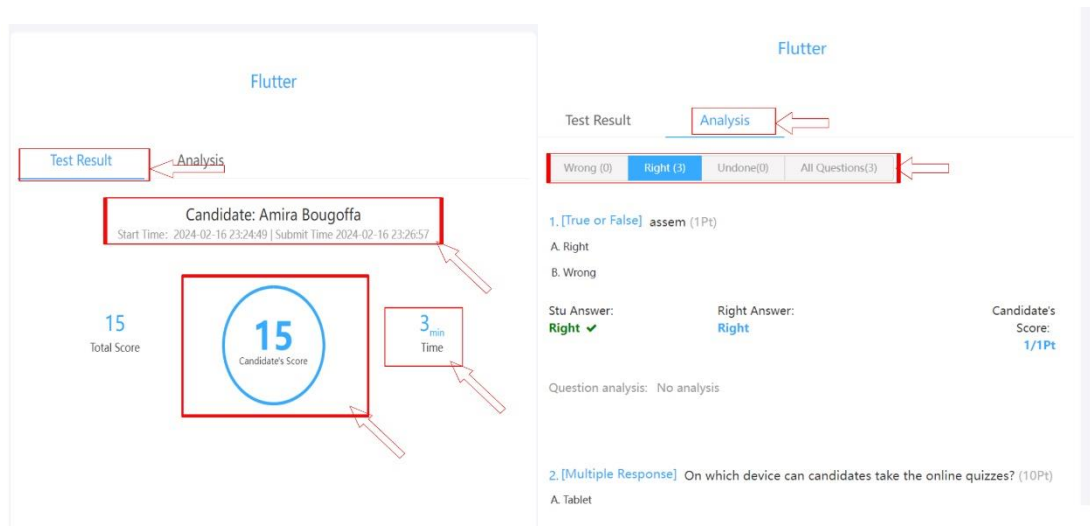 Flutter
Test Result Analysis
Candidate: Amira Bougoffa
Start Time: 2024-02-16 23:24:49 | Submit Time 2024-02-16 23:26:57
15
Total Score
15
Candidate's Score
3 min
Time
Flutter
Test Result Analysis
Wrong (0) Right (3) Undone(0) All Questions(3)
1. [True or False] assem (1Pt)
A. Right
B. Wrong
Stu Answer: Right Answer: Candidate's
Right ✔ Right Score:
1/1Pt
Question analysis: No analysis
2. [Multiple Response] On which device can candidates take the online quizzes? (10Pt)
A. Tablet